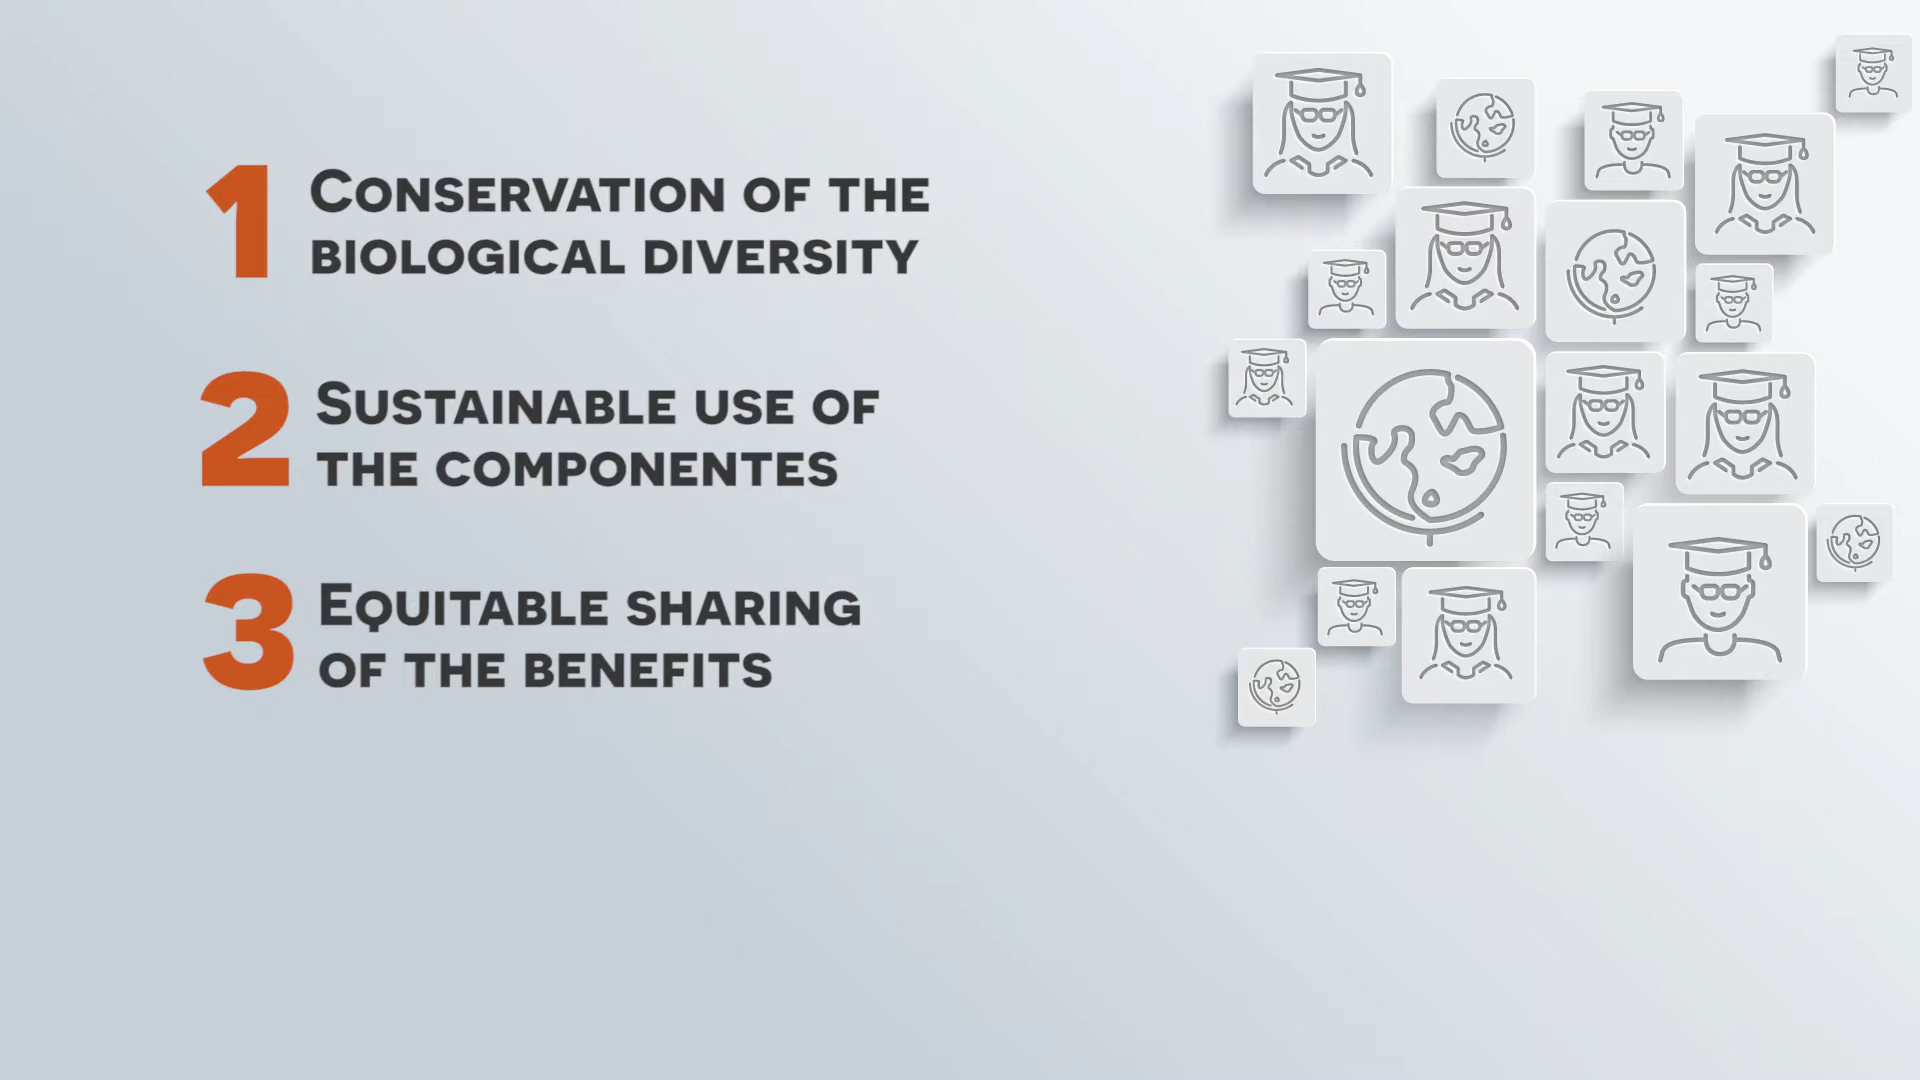 1 Conservation of the
biological diversity
2 Sustainable use of
the componentes
3 Equitable sharing
of the benefits